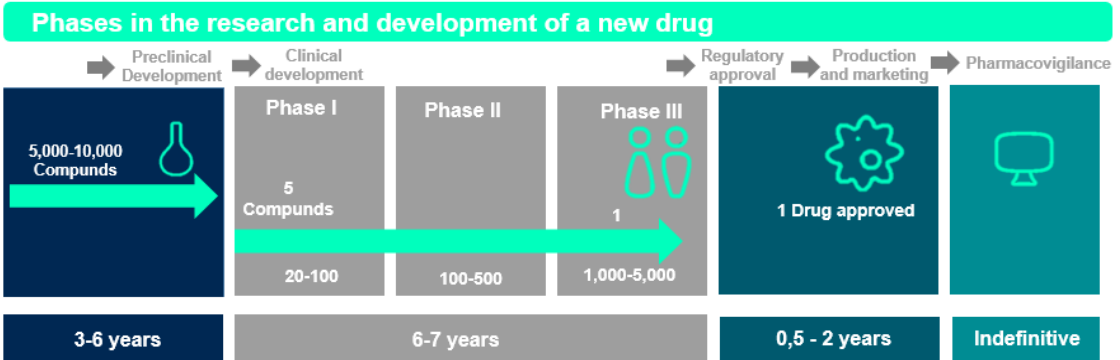 Phases in the research and development of a new drug
Preclinical
Development
Clinical
development
Regulatory
approval
Production
and marketing
Pharmacovigilance
5,000-10,000
Compunds
Phase I
Phase II
Phase III
5
Compunds
1
20-100
100-500
1,000-5,000
1 Drug approved
3-6 years
6-7 years
0,5 - 2 years
Indefinitive